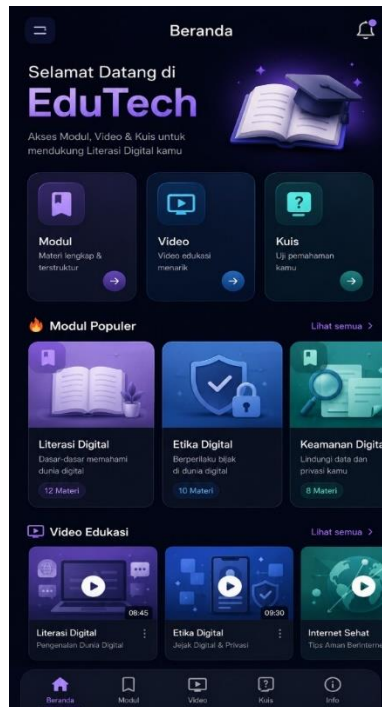 Beranda
Selamat Datang di
EduTech
Akses Modul, Video & Kuis untuk
mendukung Literasi Digital kamu
Modul
Materi lengkap &
terstruktur
Video
Video edukasi
menarik
?
Kuis
Uji pemahaman
kamu
Modul Populer
Lihat semua >
Literasi Digital
Dasar-dasar memahami
dunia digital
12 Materi
Etika Digital
Berperilaku bijak
di dunia digital
10 Materi
Keamanan Digita
Lindungi data dan
privasi kamu
8 Materi
Video Edukasi
Lihat semua >
08:45
Literasi Digital
Pengenalan Dunia Digital
09:30
Etika Digital
Jejak Digital & Privasi
Internet Sehat
Tips Aman Berinterne
Beranda
Modul
Video
?
Kuis
Info